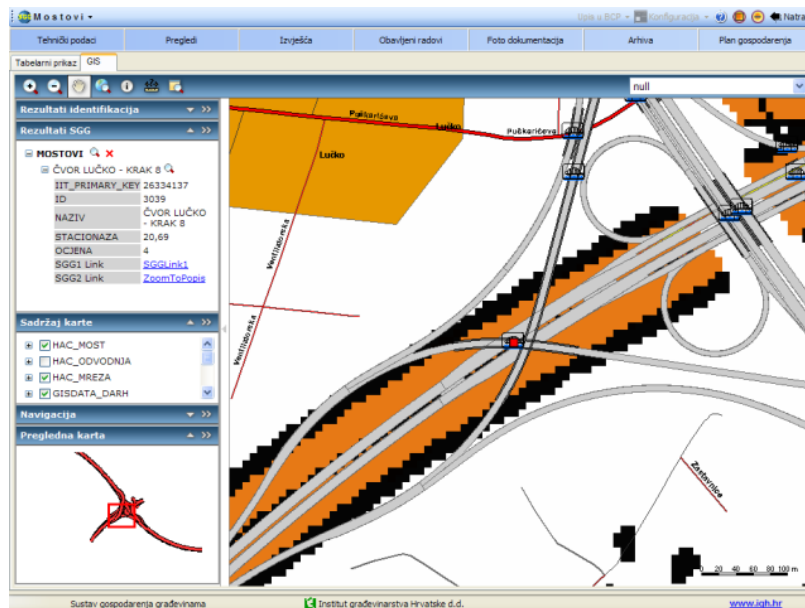 Mostovi
Upis u BCP
Konfiguracija
Natrag
Tehnički podaci
Pregledi
Izvješća
Obavljeni radovi
Foto dokumentacija
Arhiva
Plan gospodarenja
Tabelarni prikaz
GIS
null
Rezultati identifikacija
Rezultati SGG
MOSTOVI
ČVOR LUČKO - KRAK 8
IIT_PRIMARY_KEY 26334137
ID 3039
NAZIV ČVOR LUČKO
- KRAK 8
STACIONAZA 20,69
OCJENA 4
SGG1 Link SGGLink1
SGG2 Link ZoomToPopis
Sadržaj karte
HAC_MOST
HAC_ODVODNJA
HAC_MREZA
GISDATA_DARH
Navigacija
Pregledna karta
Puškarićeva
Lučko
Puškarićeva
Lučko
Ventilatorska
Ventilatorska
Zastavnice
0 20 40 60 80 100 m
Sustav gospodarenja građevinama
Institut građevinarstva Hrvatske d.d.
www.igh.hr